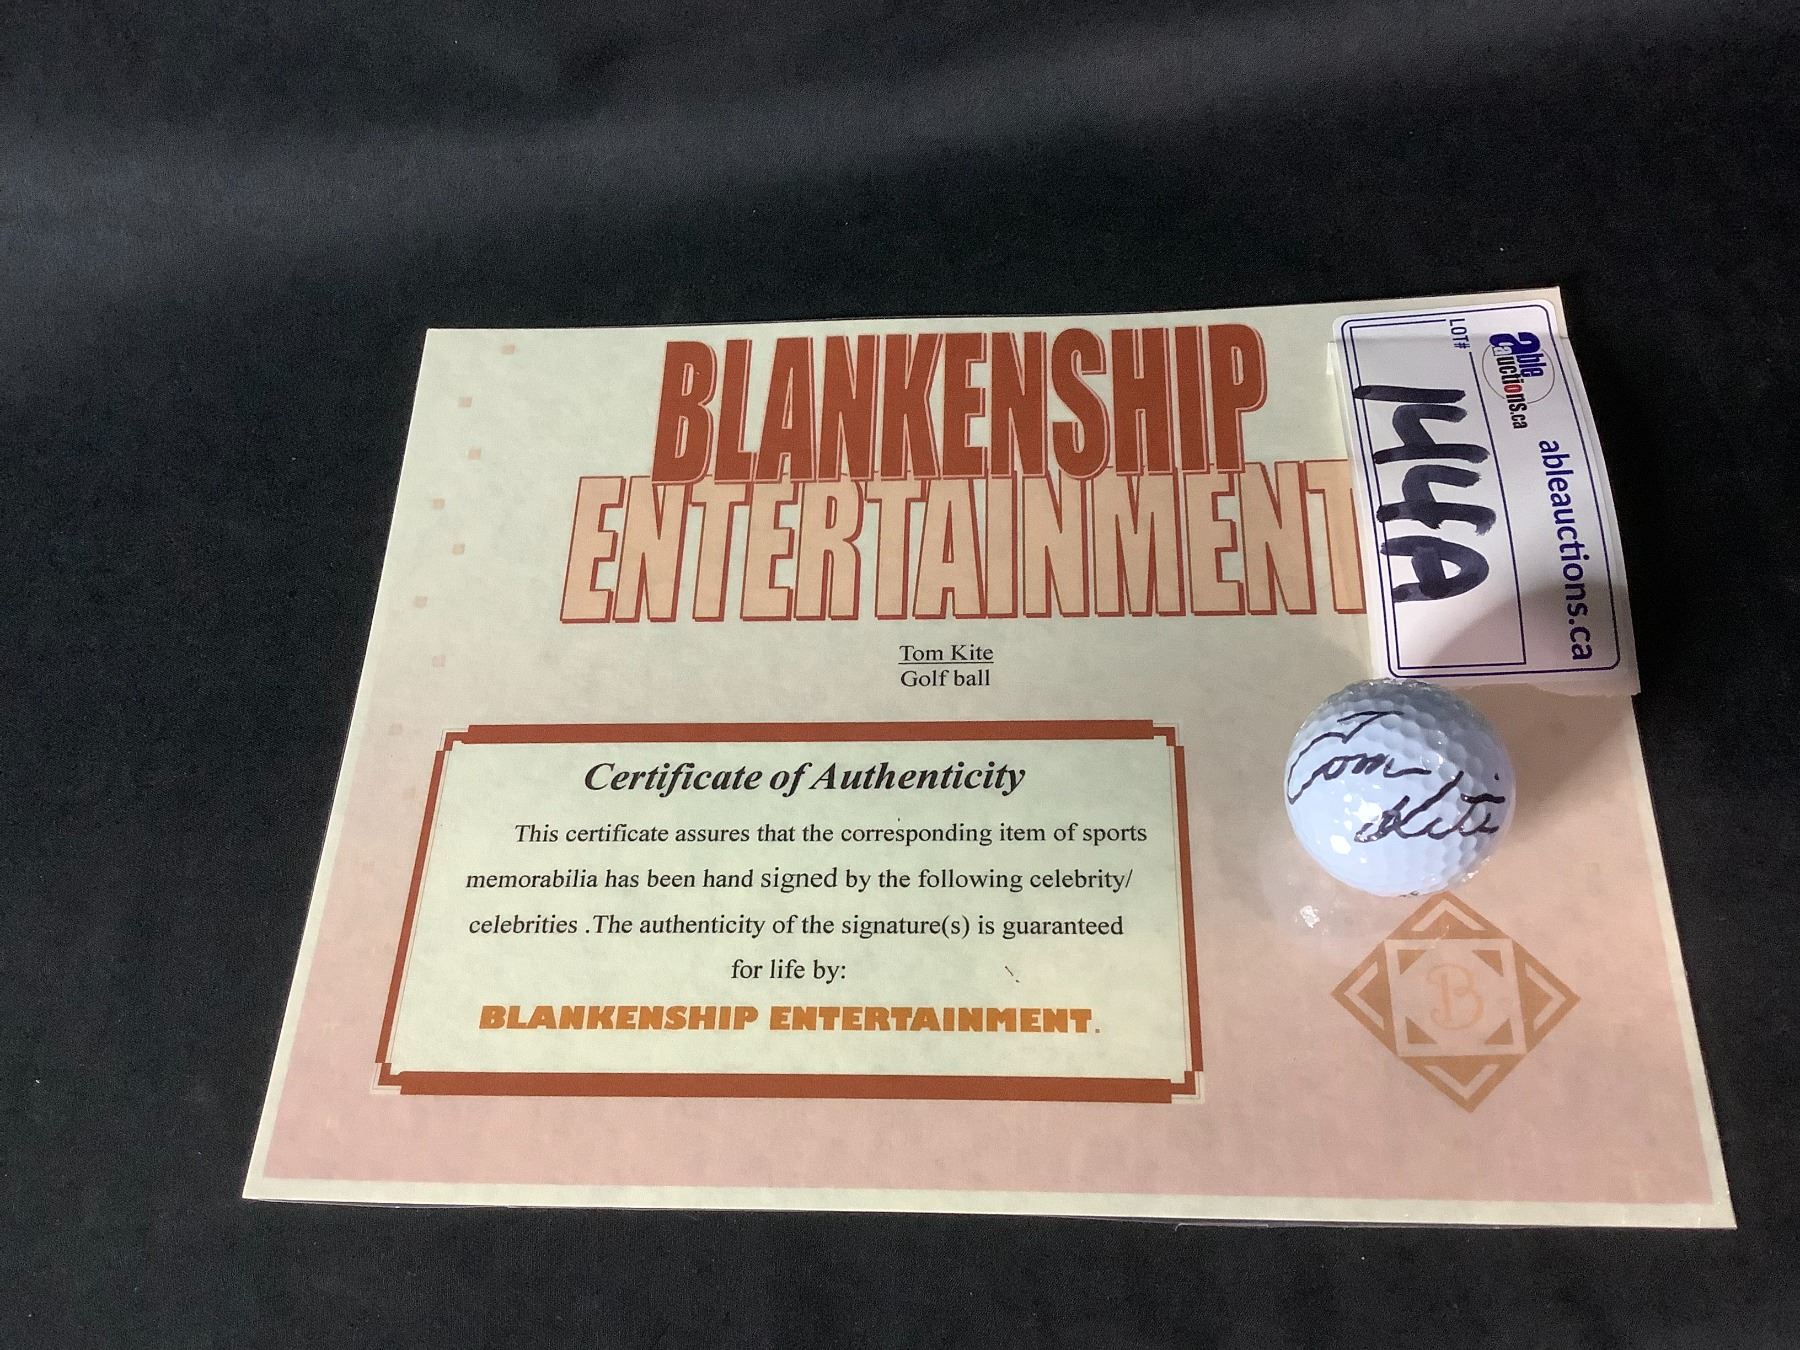 BLANKENSHIP
ENTERTAINMENT
Tom Kite
Golf ball
Certificate of Authenticity
This certificate assures that the corresponding item of sports
memorabilia has been hand signed by the following celebrity/
celebrities .The authenticity of the signature(s) is guaranteed
for life by:
BLANKENSHIP ENTERTAINMENT.
B
LOT#
144A
able
auctions.ca
ableauctions.ca
Tom
Kite